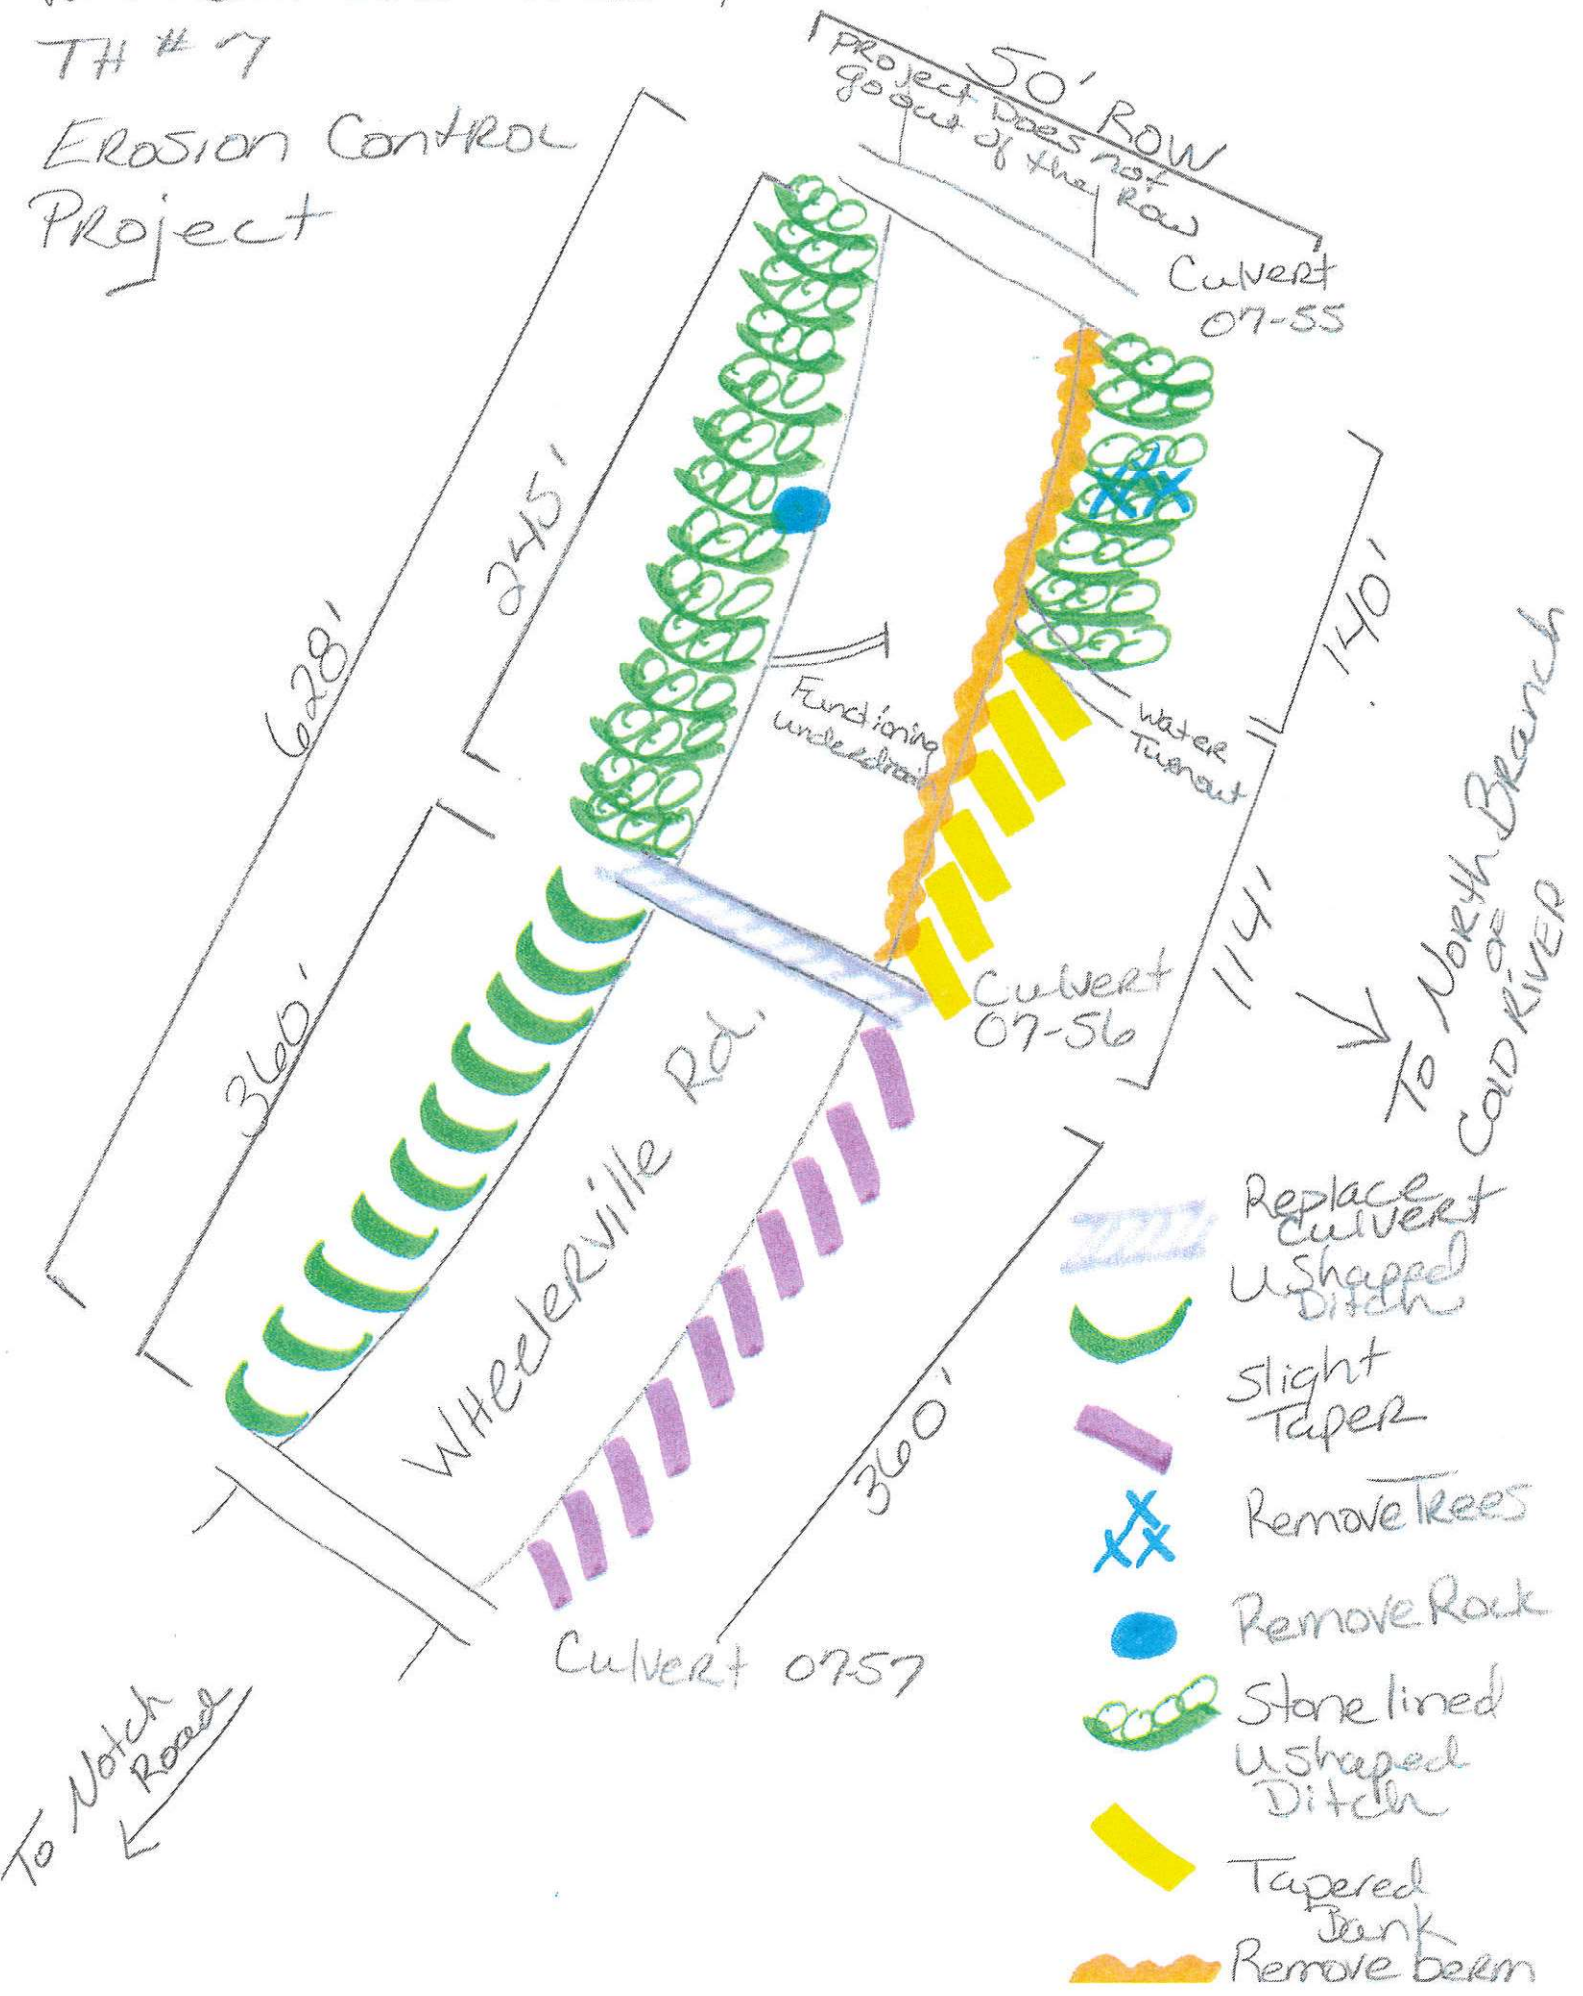 TH # 7
Erosion Control
Project
50' ROW
Project Does not
go out of the Row
Culvert
07-55
245'
628'
140'
Functioning
underdrain
Water
Turnout
114'
To North Branch
OF
COLD RIVER
Culvert
07-56
360'
Wheelerville Rd.
360'
Culvert 07-57
To Notch
Road
Replace
Culvert
U Shaped
Ditch
Slight
Taper
Remove Trees
Remove Rock
Stone lined
U Shaped
Ditch
Tapered
Bank
Remove berm